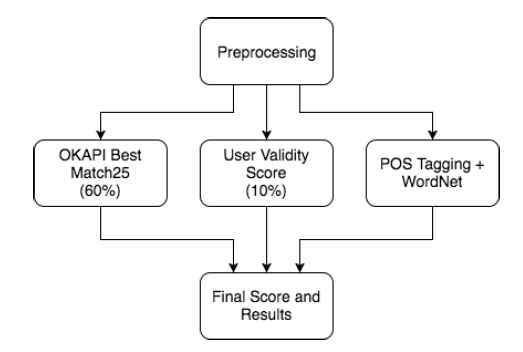 Preprocessing
OKAPI Best
Match25
(60%)
User Validity
Score
(10%)
POS Tagging +
WordNet
Final Score and
Results